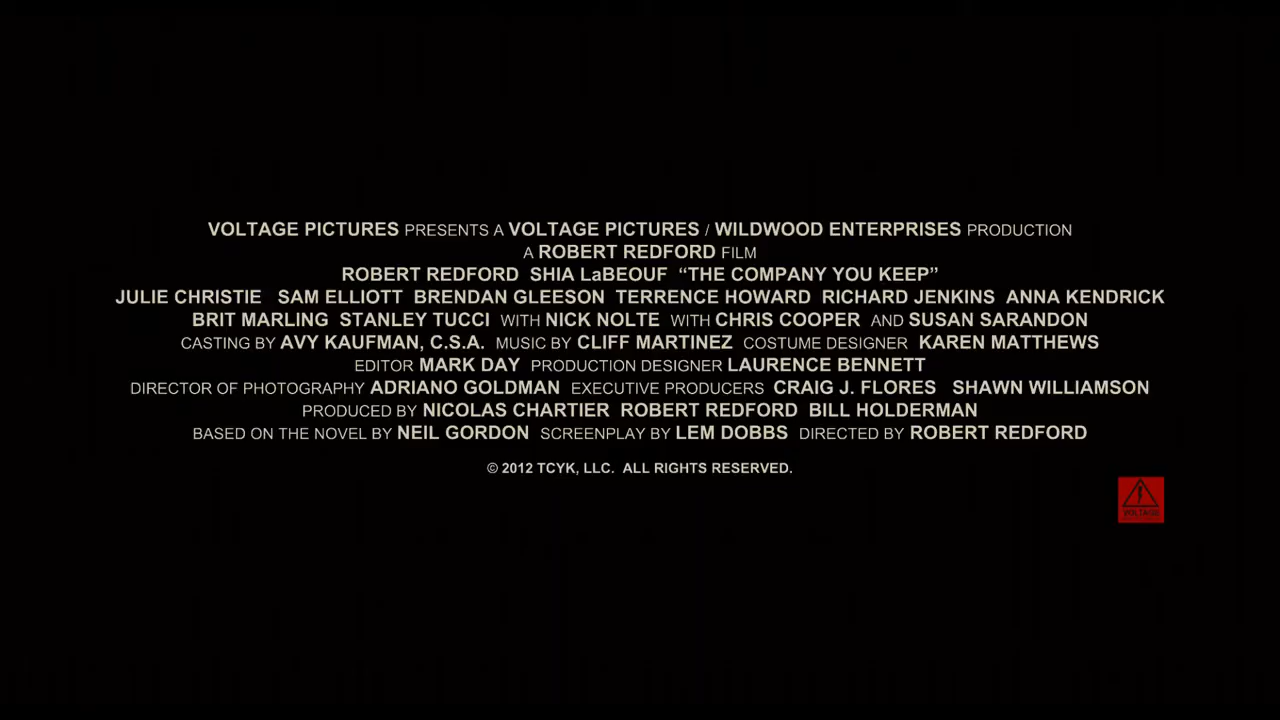 VOLTAGE PICTURES PRESENTS A VOLTAGE PICTURES / WILDWOOD ENTERPRISES PRODUCTION
A ROBERT REDFORD FILM
ROBERT REDFORD SHIA LaBEOUF “THE COMPANY YOU KEEP”
JULIE CHRISTIE SAM ELLIOTT BRENDAN GLEESON TERRENCE HOWARD RICHARD JENKINS ANNA KENDRICK
BRIT MARLING STANLEY TUCCI WITH NICK NOLTE WITH CHRIS COOPER AND SUSAN SARANDON
CASTING BY AVY KAUFMAN, C.S.A. MUSIC BY CLIFF MARTINEZ COSTUME DESIGNER KAREN MATTHEWS
EDITOR MARK DAY PRODUCTION DESIGNER LAURENCE BENNETT
DIRECTOR OF PHOTOGRAPHY ADRIANO GOLDMAN EXECUTIVE PRODUCERS CRAIG J. FLORES SHAWN WILLIAMSON
PRODUCED BY NICOLAS CHARTIER ROBERT REDFORD BILL HOLDERMAN
BASED ON THE NOVEL BY NEIL GORDON SCREENPLAY BY LEM DOBBS DIRECTED BY ROBERT REDFORD
© 2012 TCYK, LLC. ALL RIGHTS RESERVED.
VOLTAGE